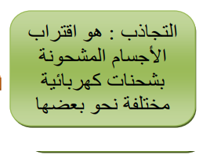 التجاذب : هو اقتراب
الأجسام المشحونة
بشحنات كهربائية
مختلفة نحو بعضها